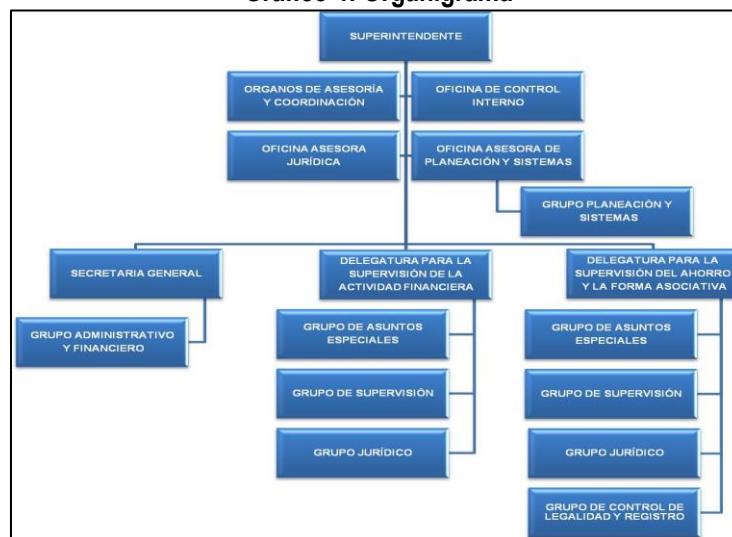 SUPERINTENDENTE
ORGANOS DE ASESORÍA
Y COORDINACIÓN
OFICINA DE CONTROL
INTERNO
OFICINA ASESORA
JURÍDICA
OFICINA ASESORA DE
PLANEACIÓN Y SISTEMAS
GRUPO PLANEACIÓN Y
SISTEMAS
SECRETARIA GENERAL
DELEGATURA PARA LA
SUPERVISIÓN DE LA
ACTIVIDAD FINANCIERA
DELEGATURA PARA LA
SUPERVISIÓN DEL AHORRO
Y LA FORMA ASOCIATIVA
GRUPO ADMINISTRATIVO
Y FINANCIERO
GRUPO DE ASUNTOS
ESPECIALES
GRUPO DE SUPERVISIÓN
GRUPO JURÍDICO
GRUPO DE ASUNTOS
ESPECIALES
GRUPO DE SUPERVISIÓN
GRUPO JURÍDICO
GRUPO DE CONTROL DE
LEGALIDAD Y REGISTRO